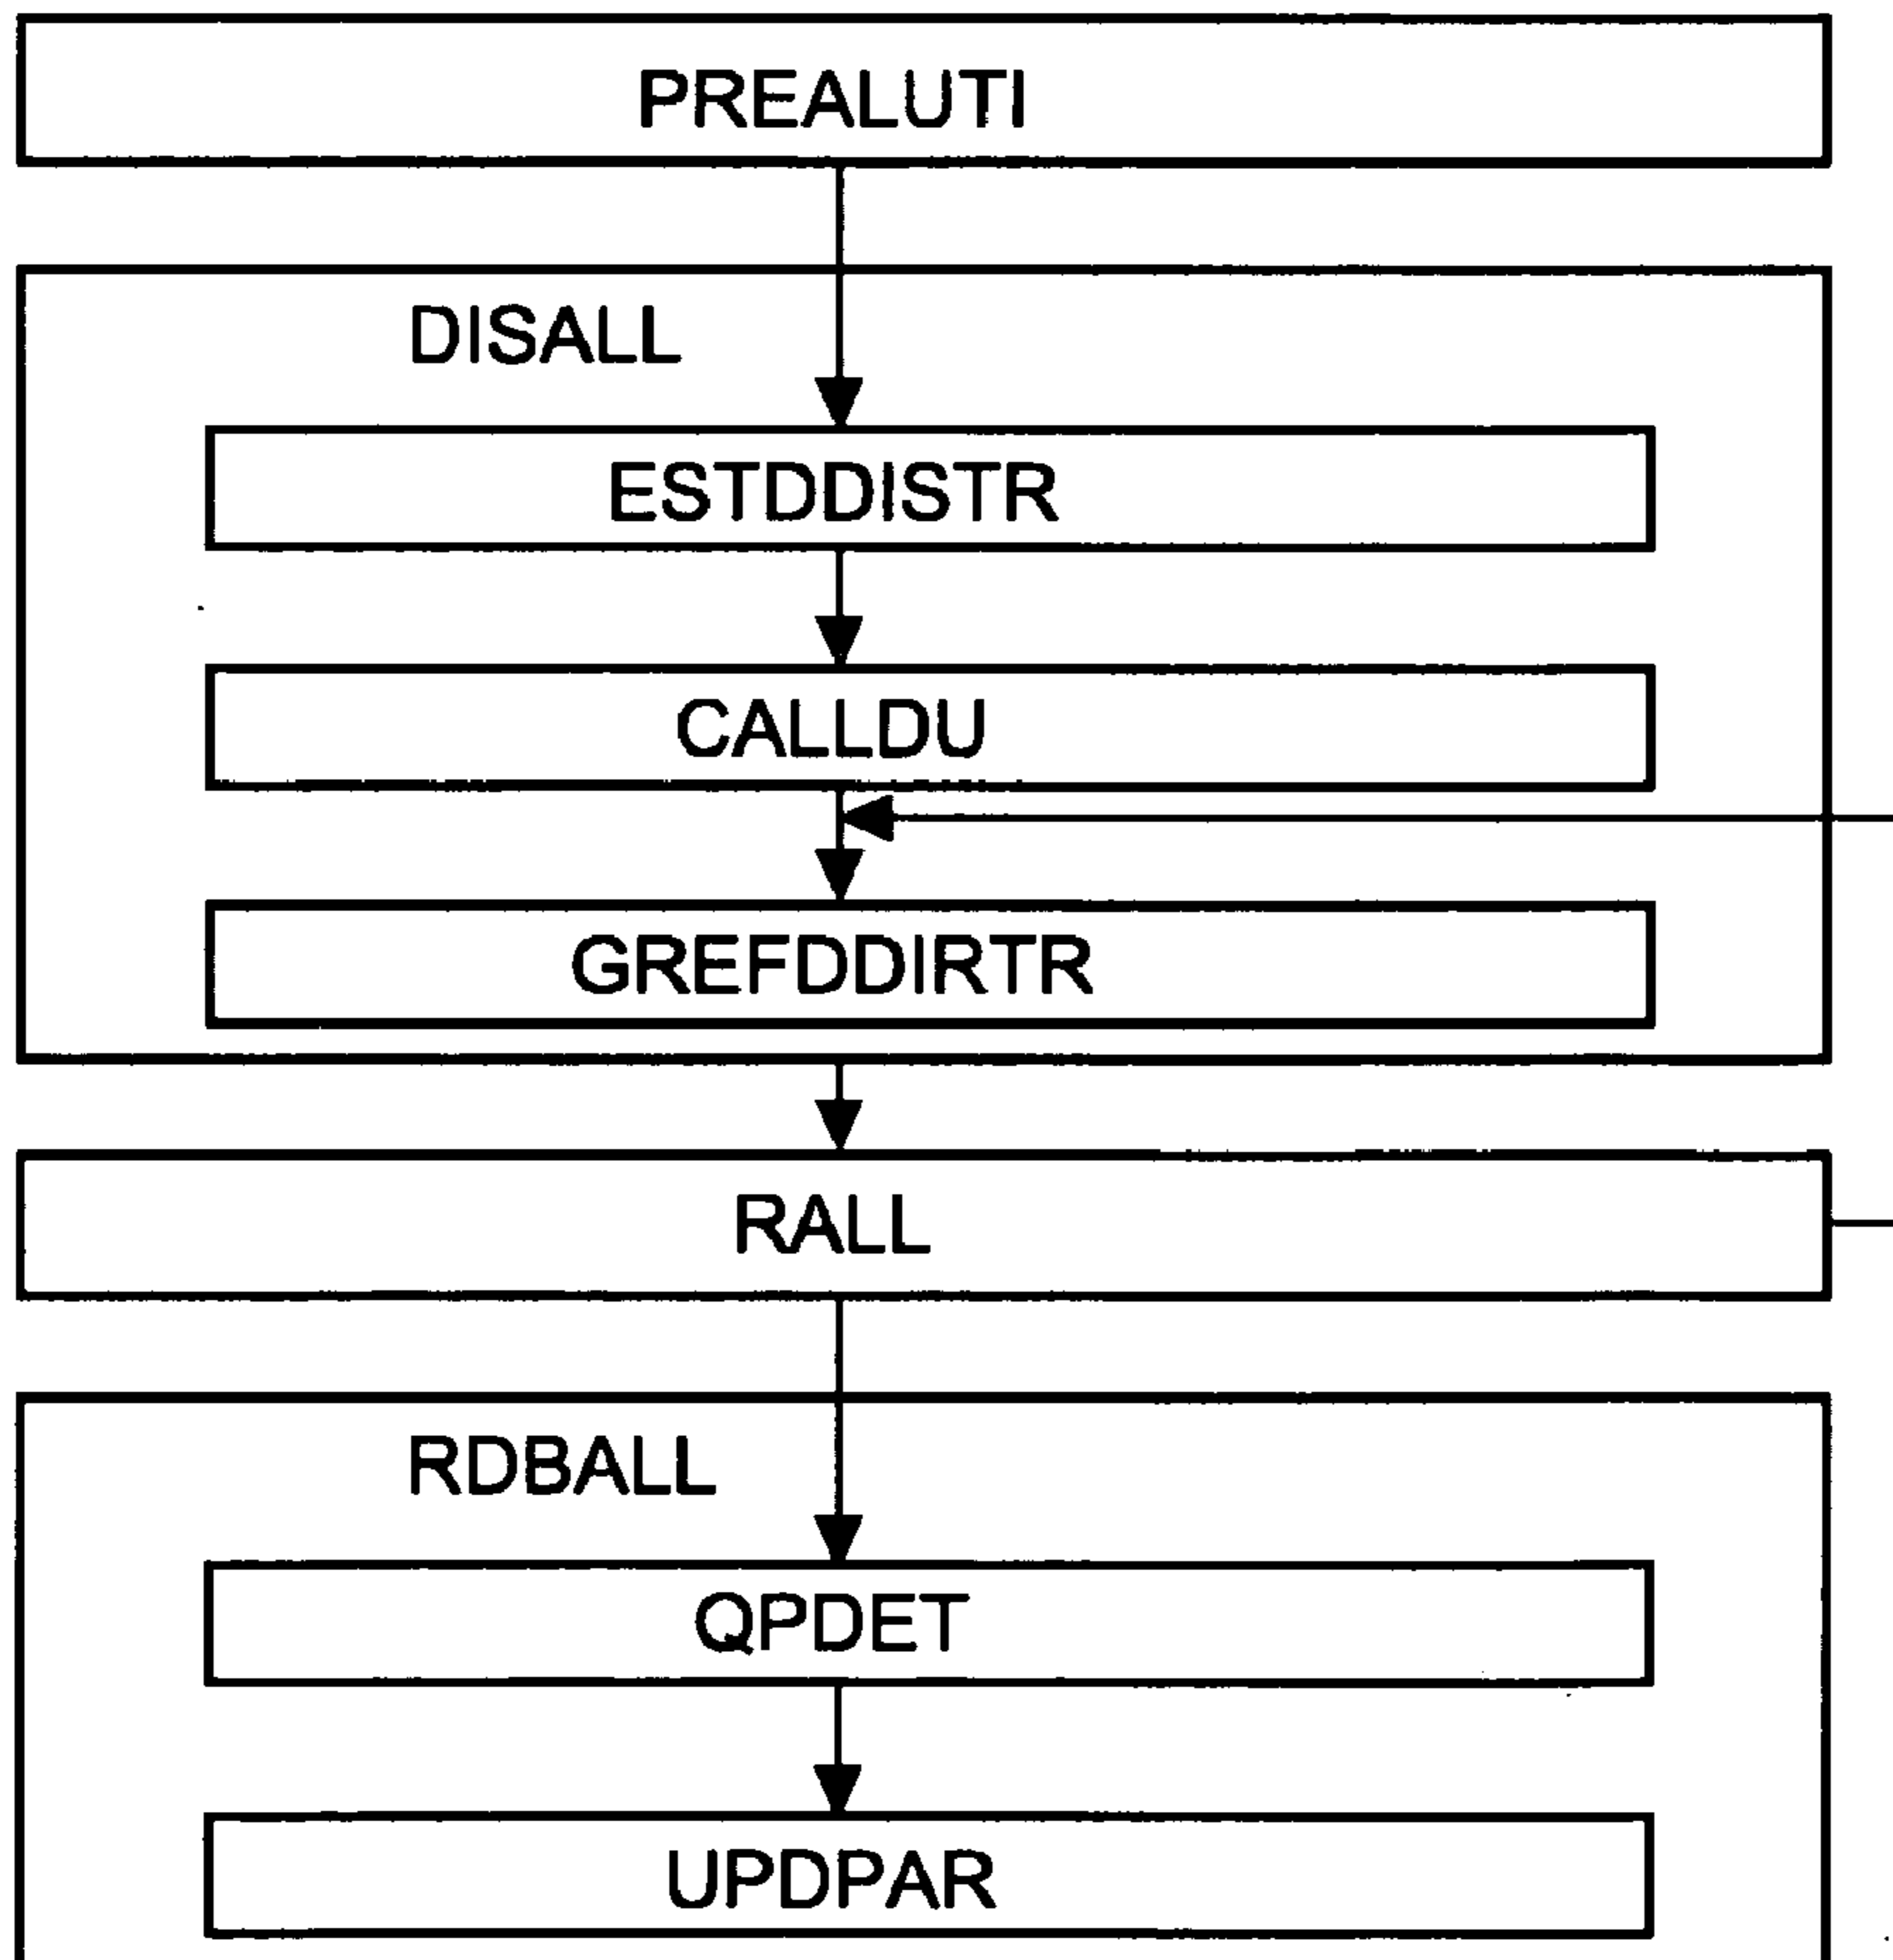 PREALUTI
DISALL
ESTDDISTR
CALLDU
GREFDDIRTR
RALL
RDBALL
QPDET
UPDPAR